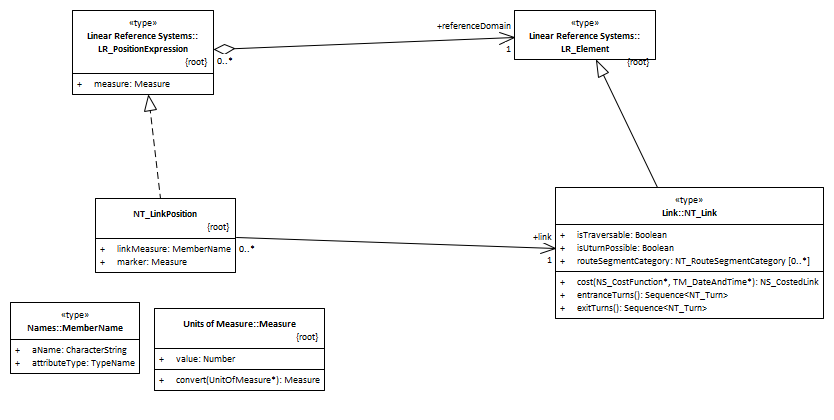 «type»
Linear Reference Systems::
LR_PositionExpression
{root}
+ measure: Measure
0..*
+referenceDomain
1
«type»
Linear Reference Systems::
LR_Element
{root}
NT_LinkPosition
{root}
+ linkMeasure: MemberName
+ marker: Measure
0..*
+link
1
«type»
Link::NT_Link
+ isTraversable: Boolean
+ isUturnPossible: Boolean
+ routeSegmentCategory: NT_RouteSegmentCategory [0..*]
+ cost(NS_CostFunction*, TM_DateAndTime*): NS_CostedLink
+ entranceTurns(): Sequence<NT_Turn>
+ exitTurns(): Sequence<NT_Turn>
«type»
Names::MemberName
+ aName: CharacterString
+ attributeType: TypeName
Units of Measure::Measure
{root}
+ value: Number
+ convert(UnitOfMeasure*): Measure